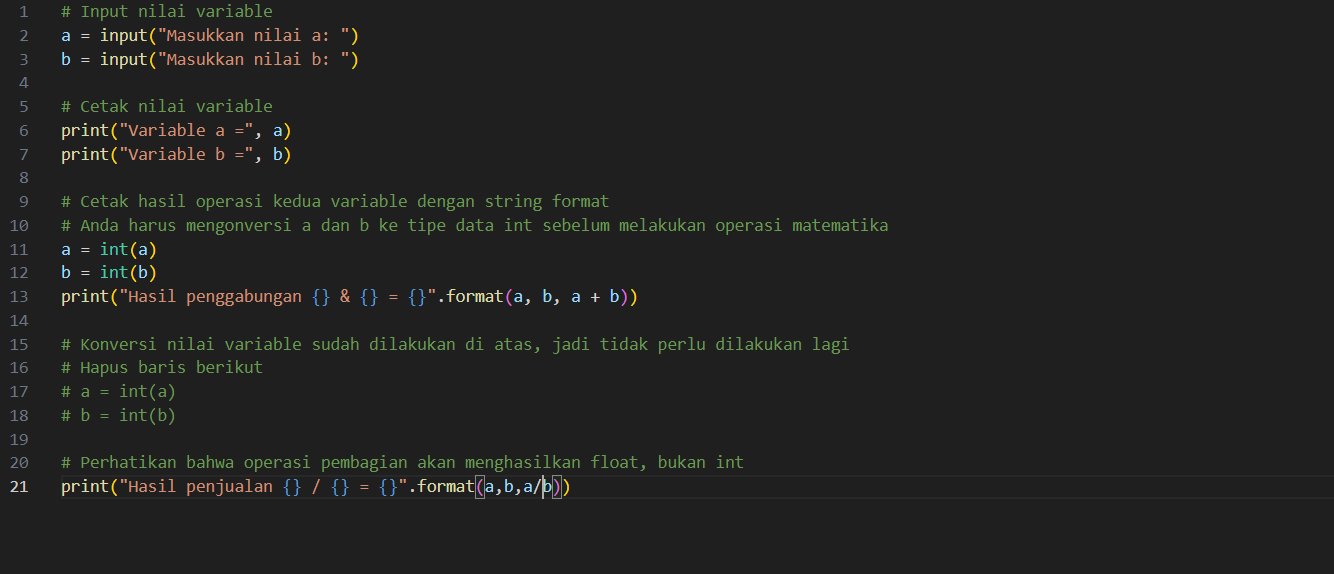 1 # Input nilai variable
2 a = input("Masukkan nilai a: ")
3 b = input("Masukkan nilai b: ")
4
5 # Cetak nilai variable
6 print("Variable a =", a)
7 print("Variable b =", b)
8
9 # Cetak hasil operasi kedua variable dengan string format
10 # Anda harus mengonversi a dan b ke tipe data int sebelum melakukan operasi matematika
11 a = int(a)
12 b = int(b)
13 print("Hasil penggabungan {} & {} = {}".format(a, b, a + b))
14
15 # Konversi nilai variable sudah dilakukan di atas, jadi tidak perlu dilakukan lagi
16 # Hapus baris berikut
17 # a = int(a)
18 # b = int(b)
19
20 # Perhatikan bahwa operasi pembagian akan menghasilkan float, bukan int
21 print("Hasil penjualan {} / {} = {}".format(a,b,a/b))